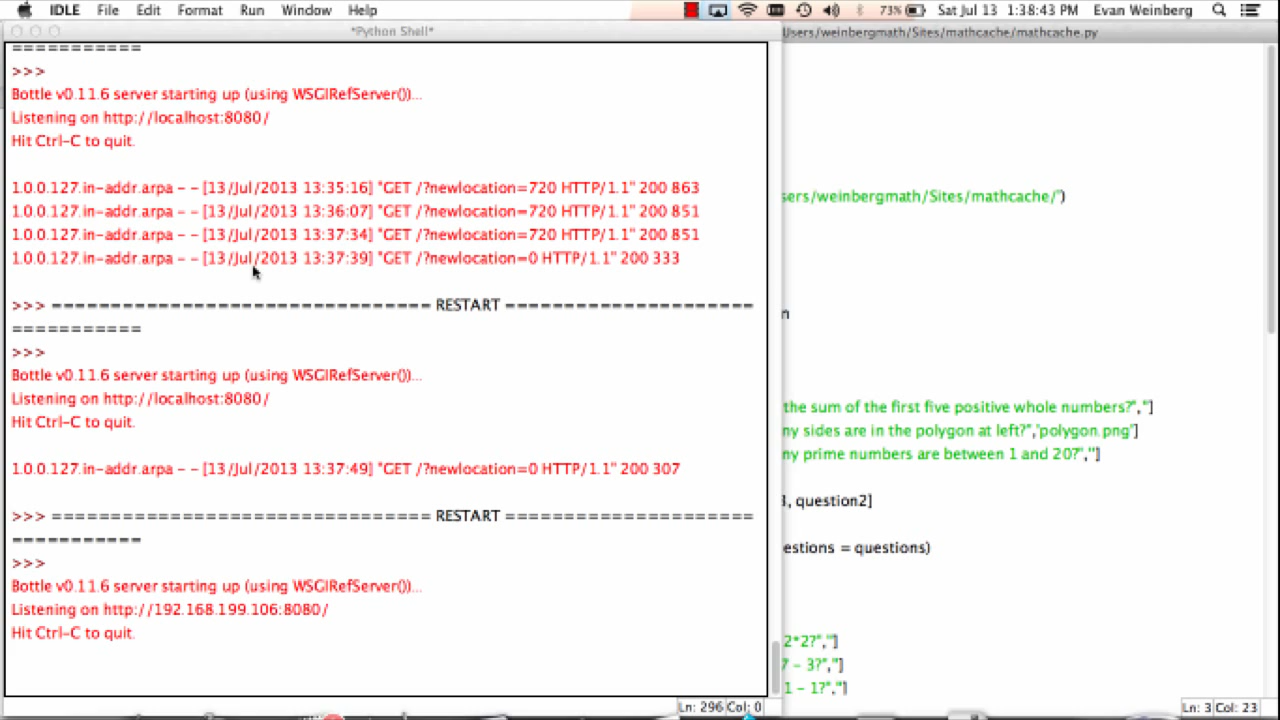 IDLE File Edit Format Run Window Help 73% Sat Jul 13 1:38:43 PM Evan Weinberg
*Python Shell*
===========
>>>
Bottle v0.11.6 server starting up (using WSGIRefServer())...
Listening on http://localhost:8080/
Hit Ctrl-C to quit.
1.0.0.127.in-addr.arpa - - [13/Jul/2013 13:35:16] "GET /?newlocation=720 HTTP/1.1" 200 863
1.0.0.127.in-addr.arpa - - [13/Jul/2013 13:36:07] "GET /?newlocation=720 HTTP/1.1" 200 851
1.0.0.127.in-addr.arpa - - [13/Jul/2013 13:37:34] "GET /?newlocation=720 HTTP/1.1" 200 851
1.0.0.127.in-addr.arpa - - [13/Jul/2013 13:37:39] "GET /?newlocation=0 HTTP/1.1" 200 333
>>> ================================ RESTART =====================
===========
>>>
Bottle v0.11.6 server starting up (using WSGIRefServer())...
Listening on http://localhost:8080/
Hit Ctrl-C to quit.
1.0.0.127.in-addr.arpa - - [13/Jul/2013 13:37:49] "GET /?newlocation=0 HTTP/1.1" 200 307
>>> ================================ RESTART =====================
===========
>>>
Bottle v0.11.6 server starting up (using WSGIRefServer())...
Listening on http://192.168.199.106:8080/
Hit Ctrl-C to quit.
Ln: 296 Col: 0
Users/weinbergmath/Sites/mathcache/mathcache.py
sers/weinbergmath/Sites/mathcache/")
n
the sum of the first five positive whole numbers?",'']
ny sides are in the polygon at left?",'polygon.png']
ny prime numbers are between 1 and 20?",'']
, question2]
estions = questions)
2*2?",'']
7 - 3?",'']
1 - 1?",'']
Ln: 3 Col: 23